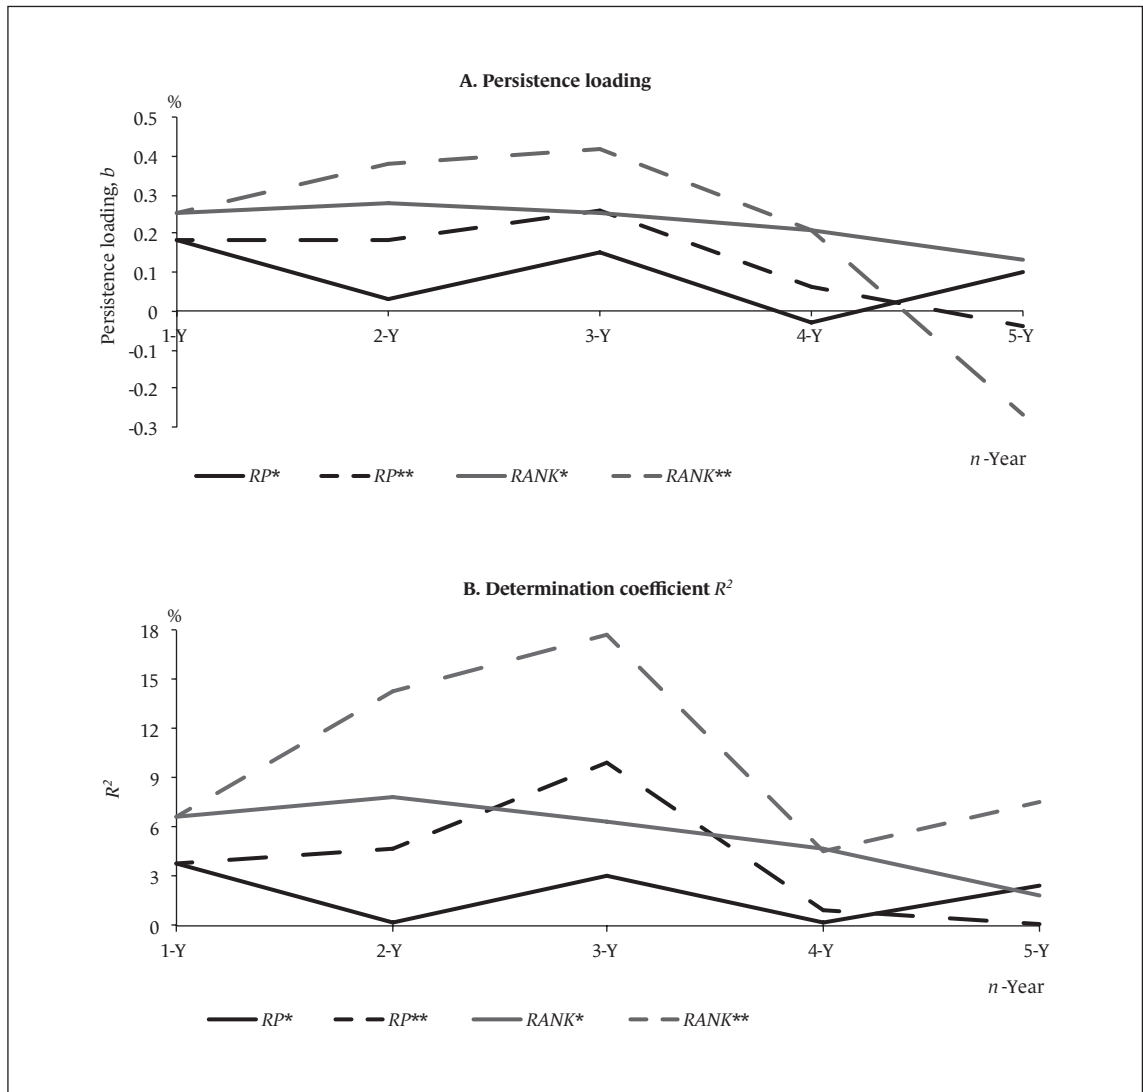 A. Persistence loading
%
0.5
0.4
0.3
0.2
0.1
0
-0.1
-0.2
-0.3
Persistence loading, b
1-Y 2-Y 3-Y 4-Y 5-Y
n-Year
RP* RP** RANK* RANK**
B. Determination coefficient R²
%
18
15
12
9
6
3
0
R²
1-Y 2-Y 3-Y 4-Y 5-Y
n-Year
RP* RP** RANK* RANK**